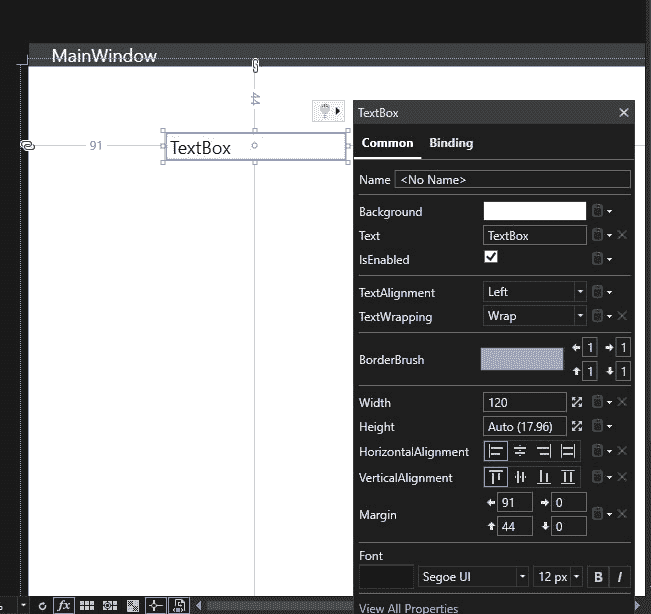 MainWindow
44
91
TextBox
TextBox
Common Binding
Name <No Name>
Background
Text TextBox
IsEnabled
TextAlignment Left
TextWrapping Wrap
BorderBrush 1 1
1 1
Width 120
Height Auto (17.96)
HorizontalAlignment
VerticalAlignment
Margin 91 0
44 0
Font
Segoe UI 12 px B I
View All Properties
fx